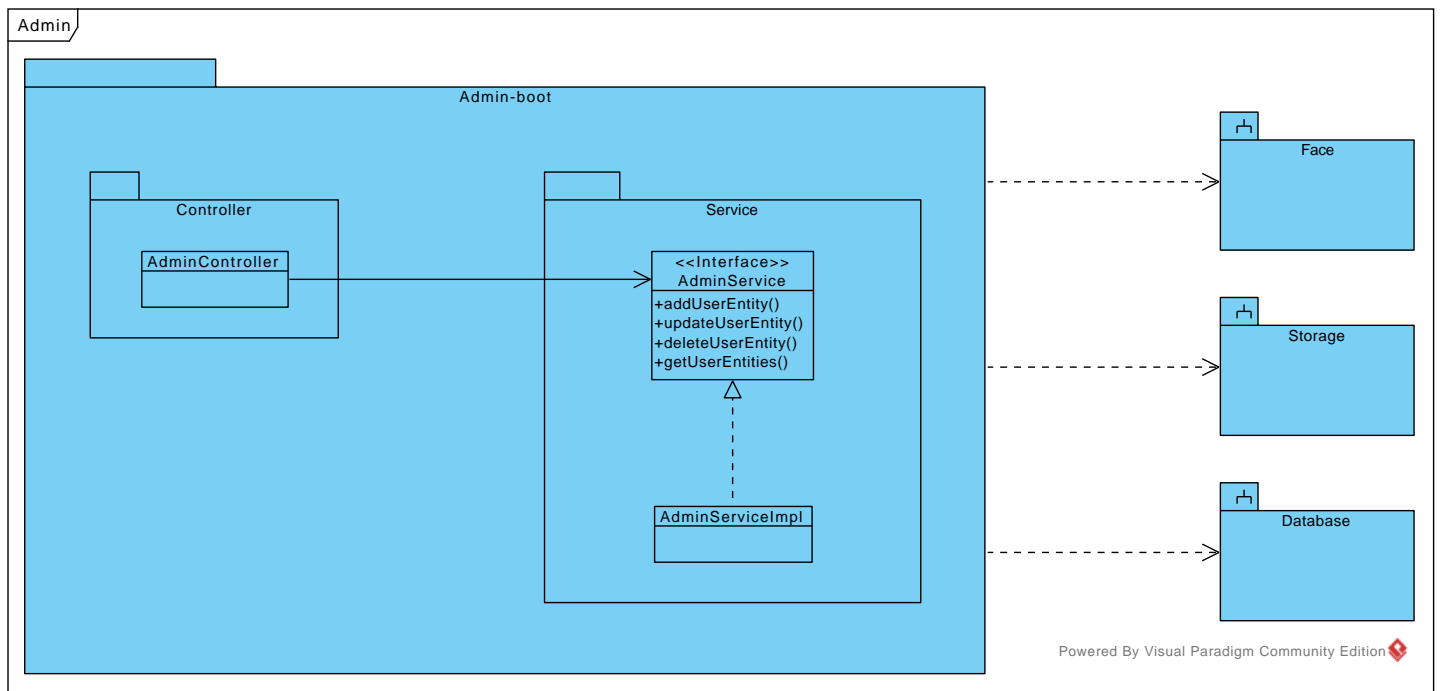 Admin
Admin-boot
Controller
AdminController
Service
<<Interface>>
AdminService
+addUserEntity()
+updateUserEntity()
+deleteUserEntity()
+getUserEntities()
AdminServiceImpl
Face
Storage
Database
Powered By Visual Paradigm Community Edition